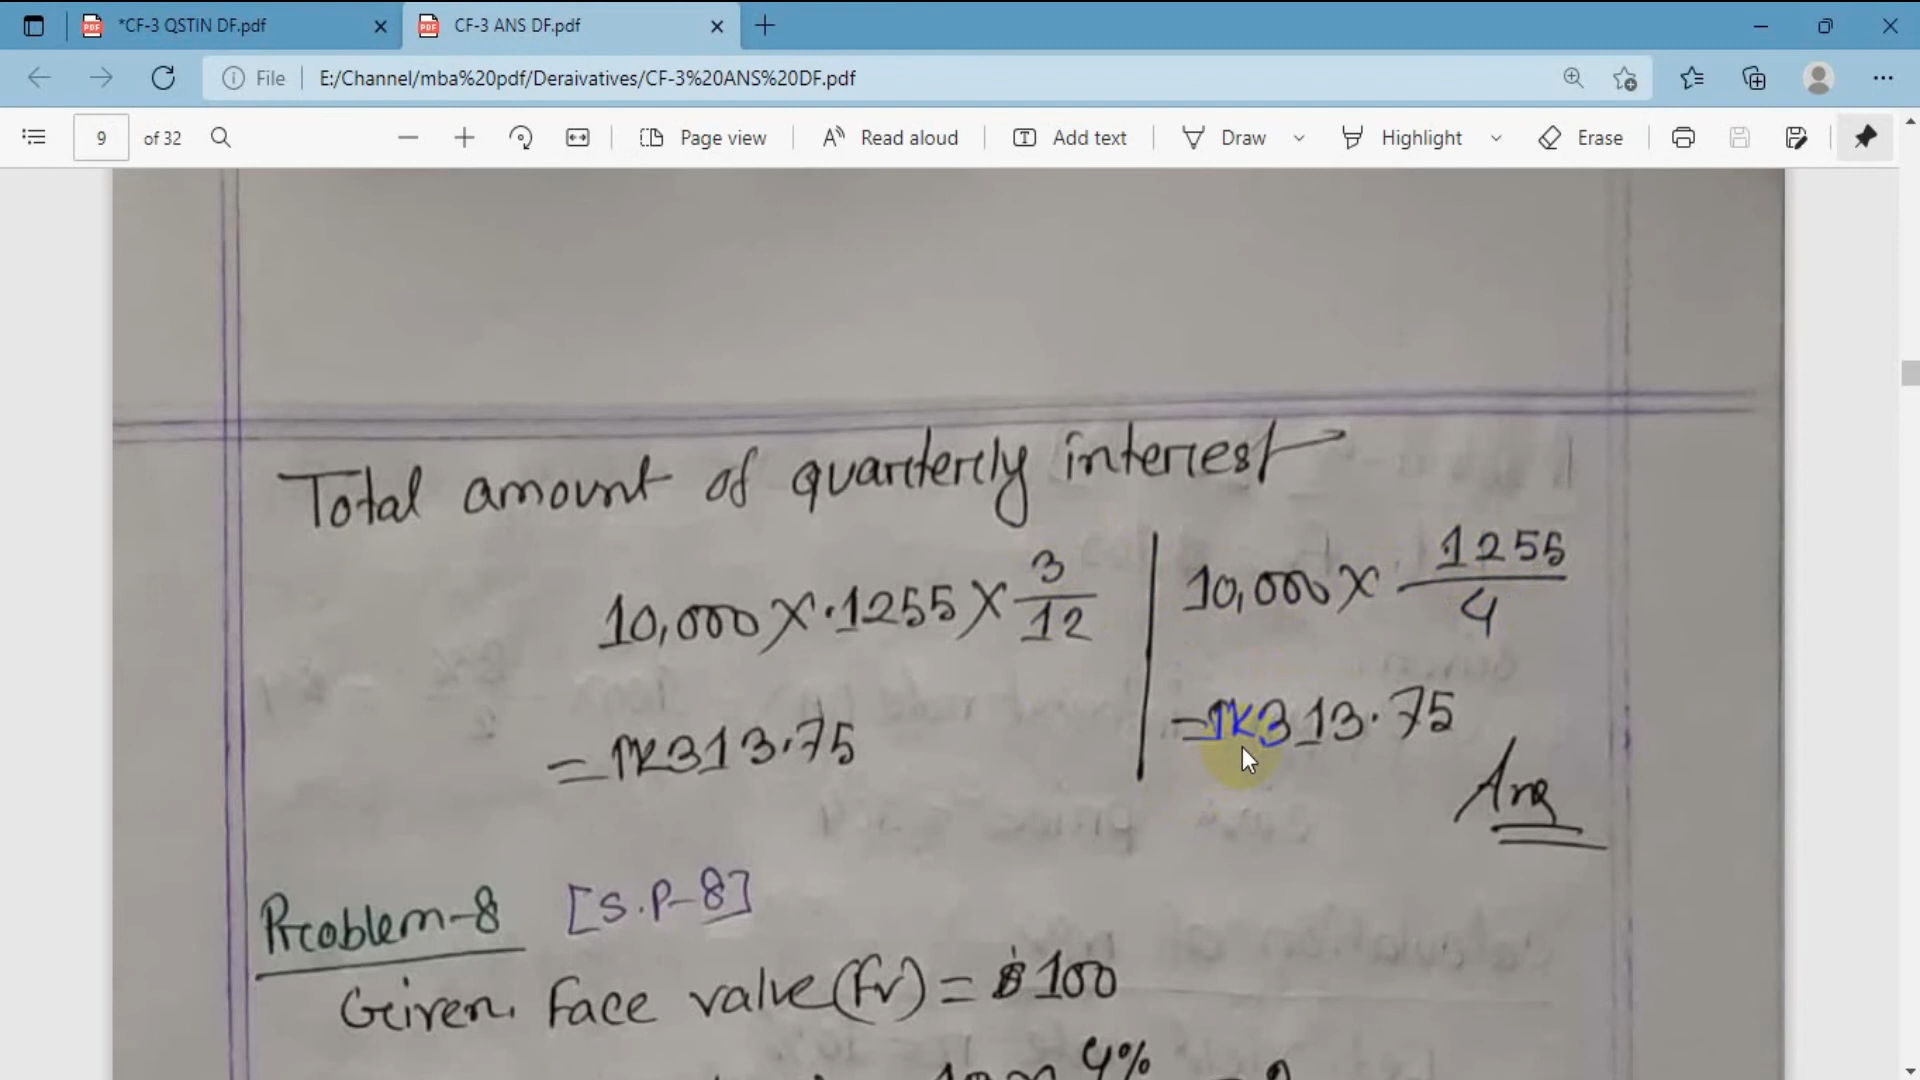 *CF-3 QSTIN DF.pdf
CF-3 ANS DF.pdf
File
E:/Channel/mba%20pdf/Deraivatives/CF-3%20ANS%20DF.pdf
9 of 32
Page view
Read aloud
Add text
Draw
Highlight
Erase
Total amount of quarterly interest
10,000 X .1255 X 3/12
= TK313.75
10,000 X 1255/4
= TK313.75
Ans
Problem-8 [S.P-8]
Given, Face value (Fv) = $100
4%